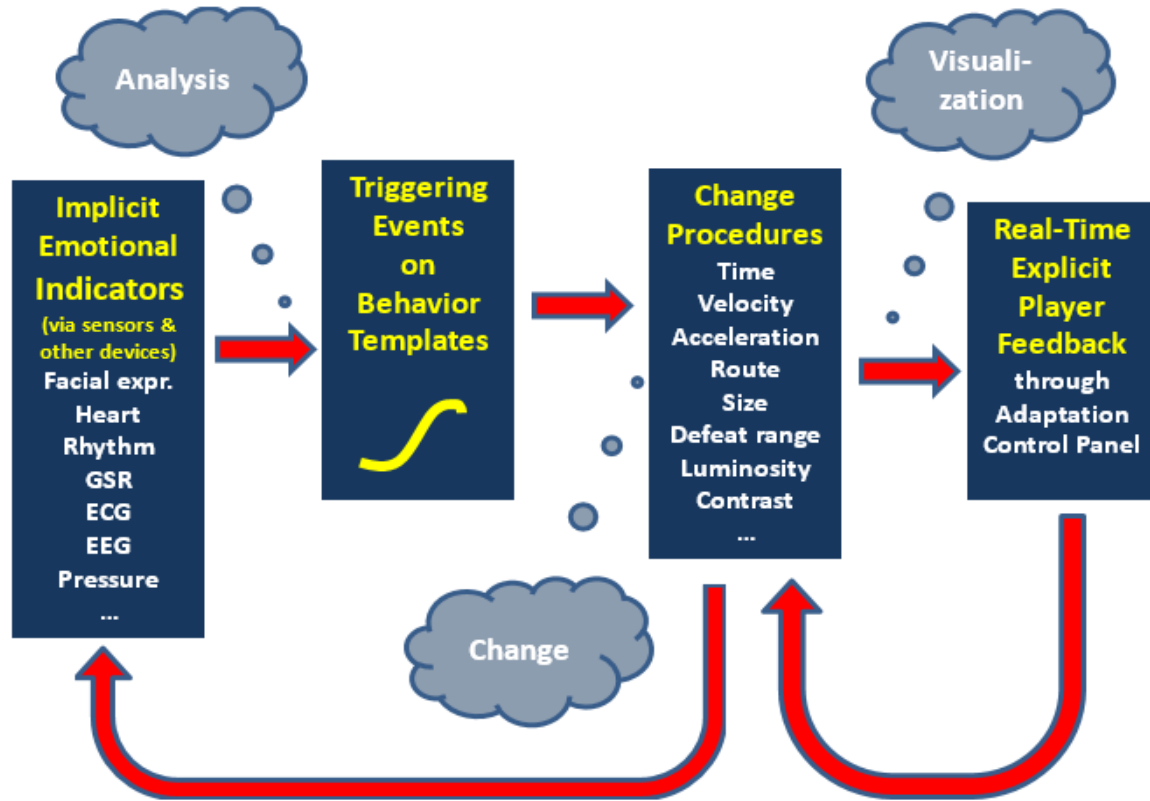 Analysis
Visuali-
zation
Implicit
Emotional
Indicators
(via sensors &
other devices)
Facial expr.
Heart
Rhythm
GSR
ECG
EEG
Pressure
...
Triggering
Events
on
Behavior
Templates
Change
Procedures
Time
Velocity
Acceleration
Route
Size
Defeat range
Luminosity
Contrast
...
Real-Time
Explicit
Player
Feedback
through
Adaptation
Control Panel
Change